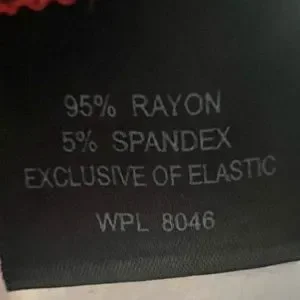 95% RAYON
5% SPANDEX
EXCLUSIVE OF ELASTIC
WPL 8046